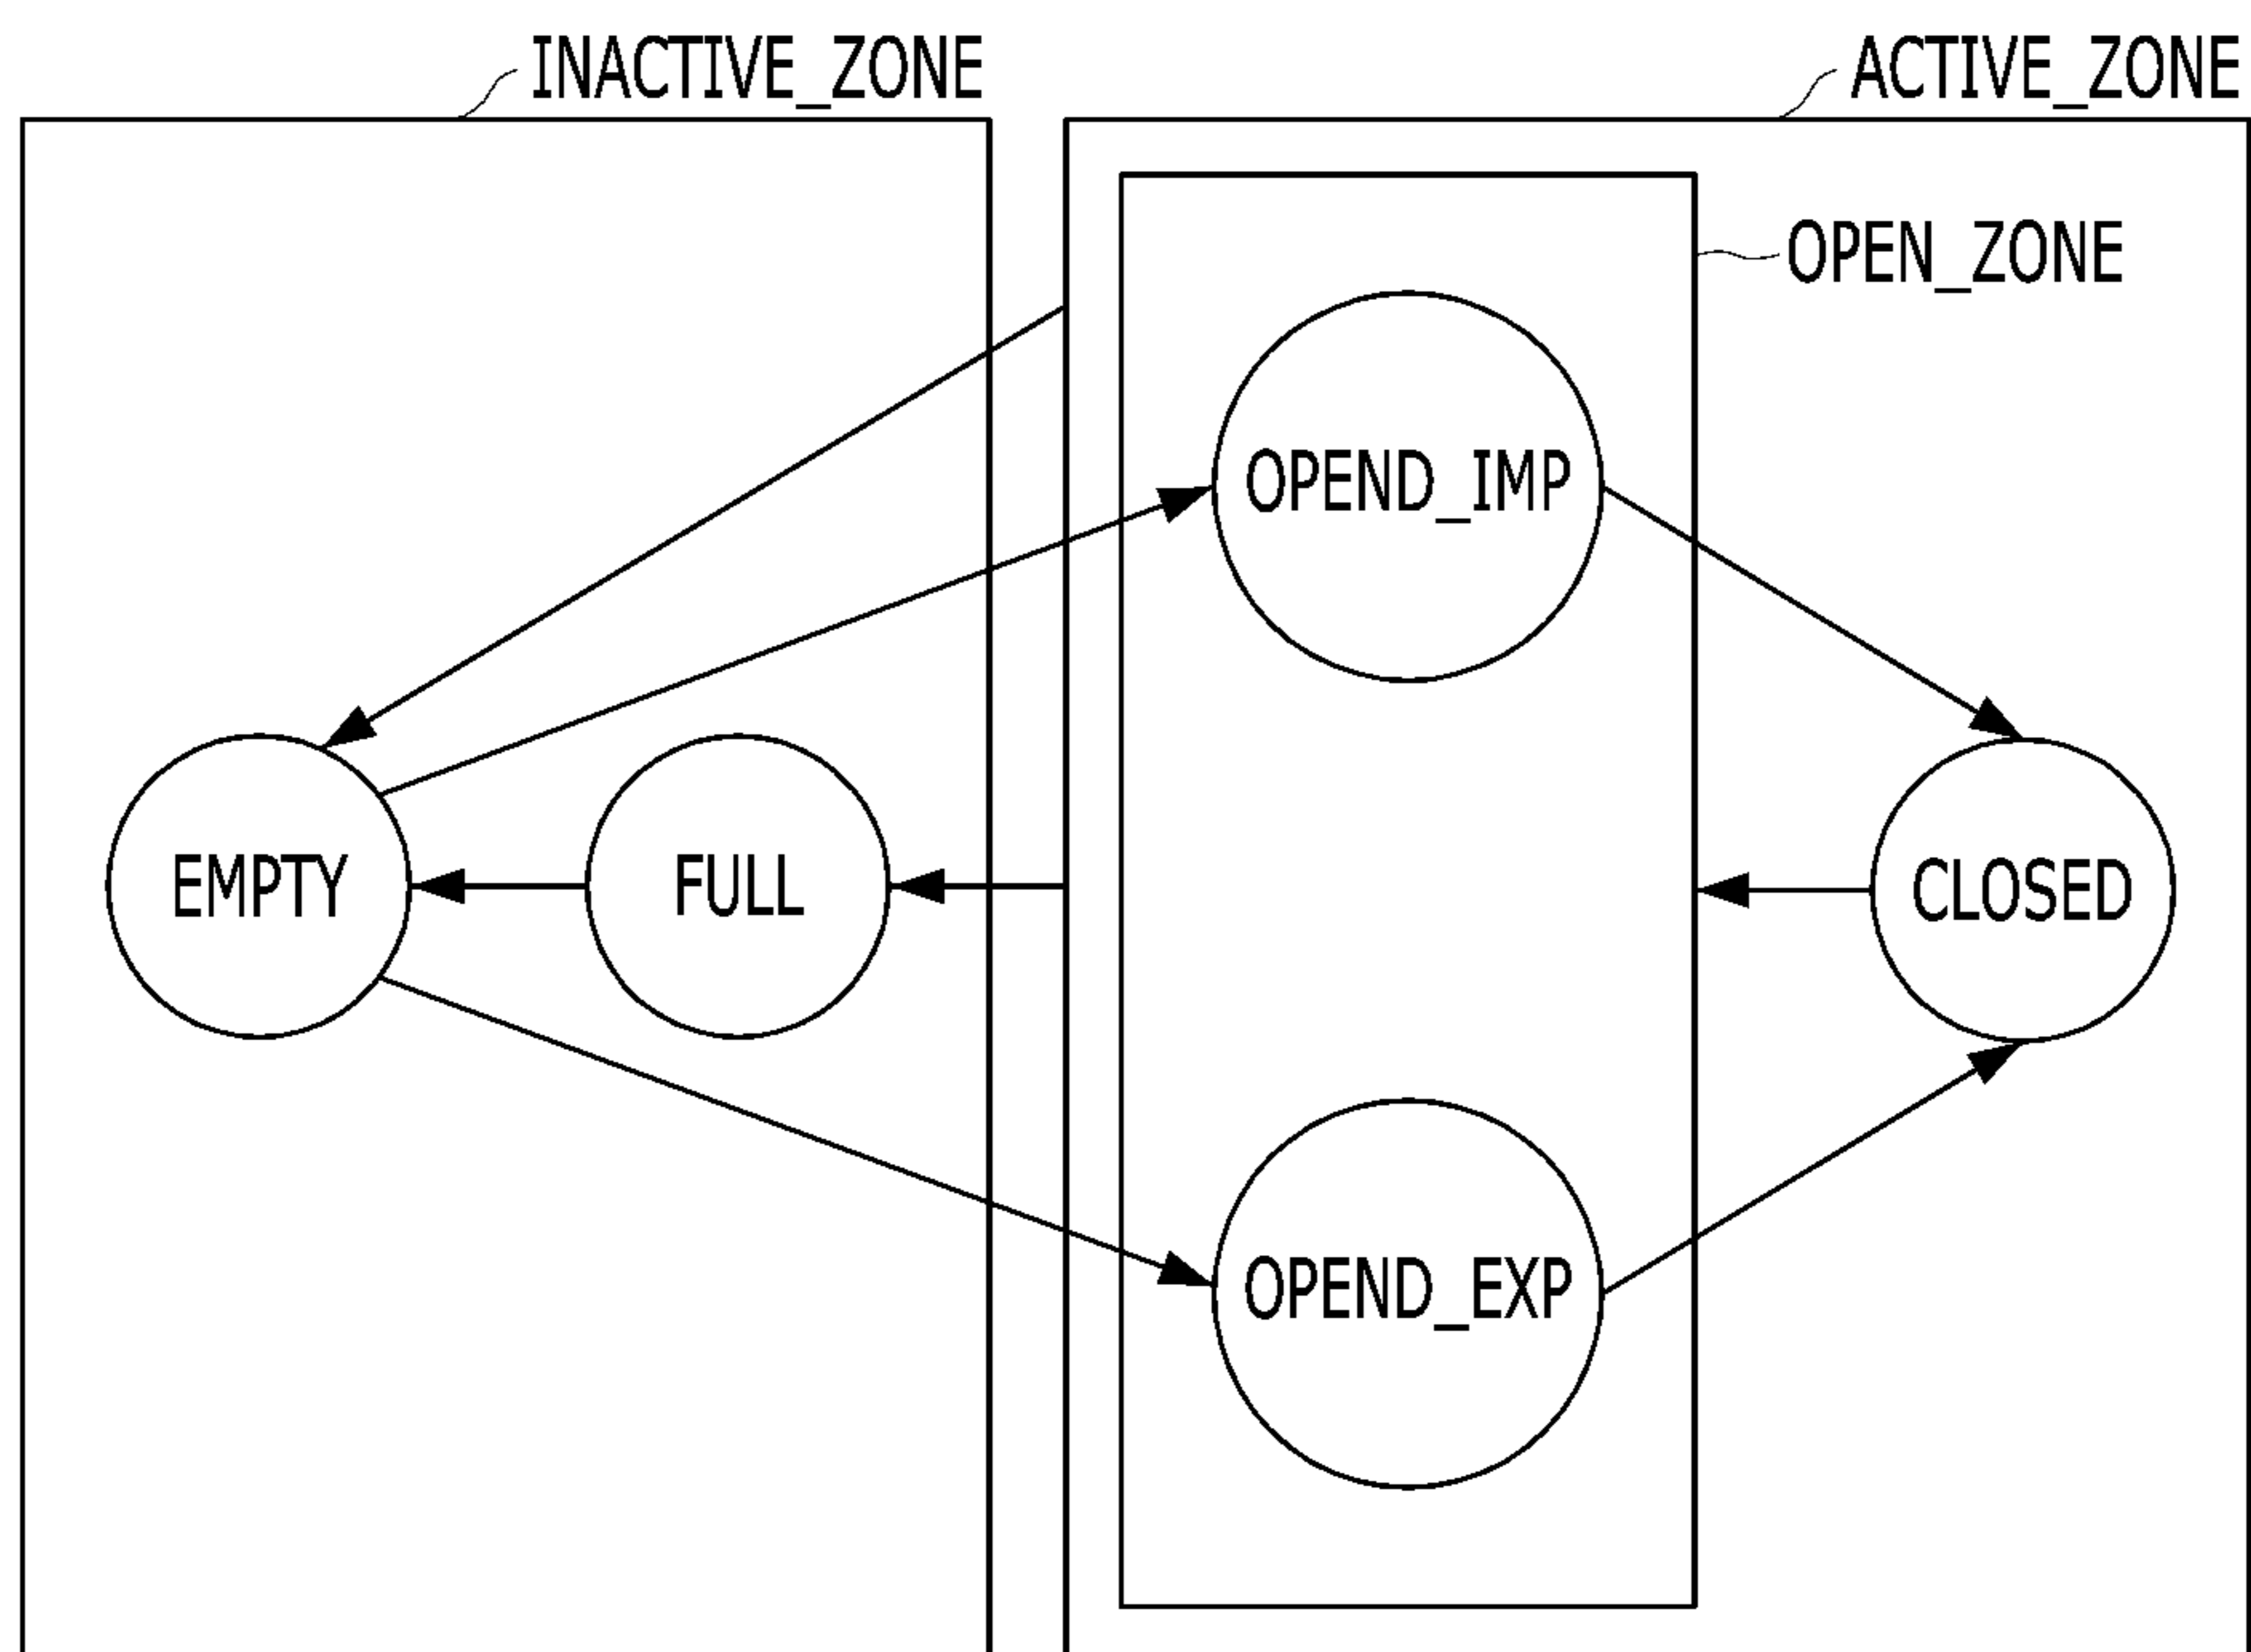 INACTIVE_ZONE
ACTIVE_ZONE
OPEN_ZONE
OPEND_IMP
EMPTY
FULL
CLOSED
OPEND_EXP